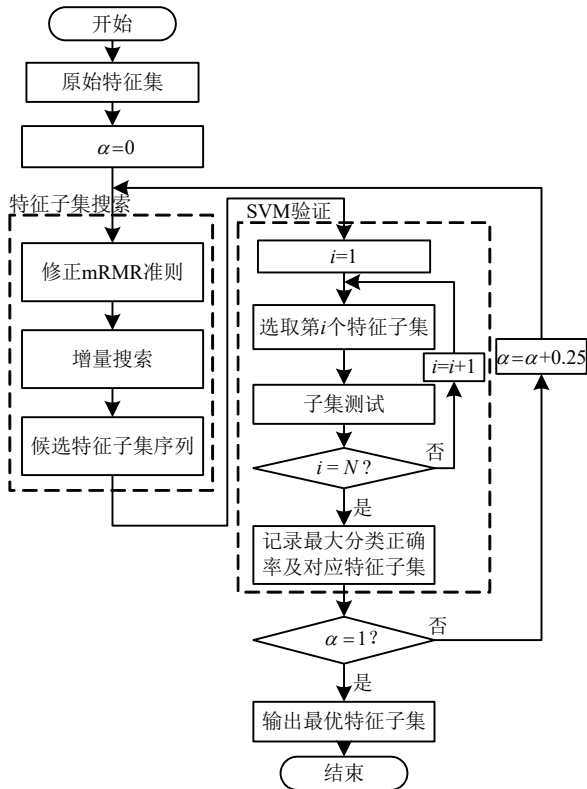 开始
原始特征集
α=0
特征子集搜索
修正mRMR准则
增量搜索
候选特征子集序列
SVM验证
i=1
选取第i个特征子集
子集测试
i=i+1
i = N?
否
是
记录最大分类正确
率及对应特征子集
α=α+0.25
α=1?
否
是
输出最优特征子集
结束